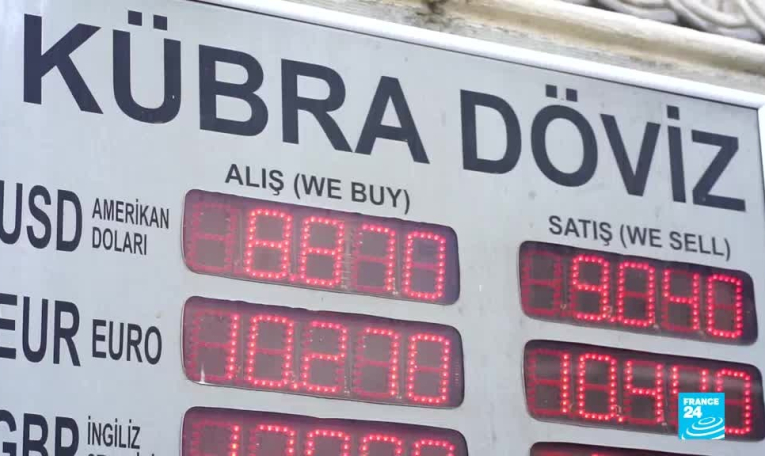 KÜBRA DÖVİZ
ALIŞ (WE BUY)
SATIŞ (WE SELL)
USD AMERİKAN DOLARI 8.870 9.040
EUR EURO 10.270
GBP İNGİLİZ
FRANCE 24